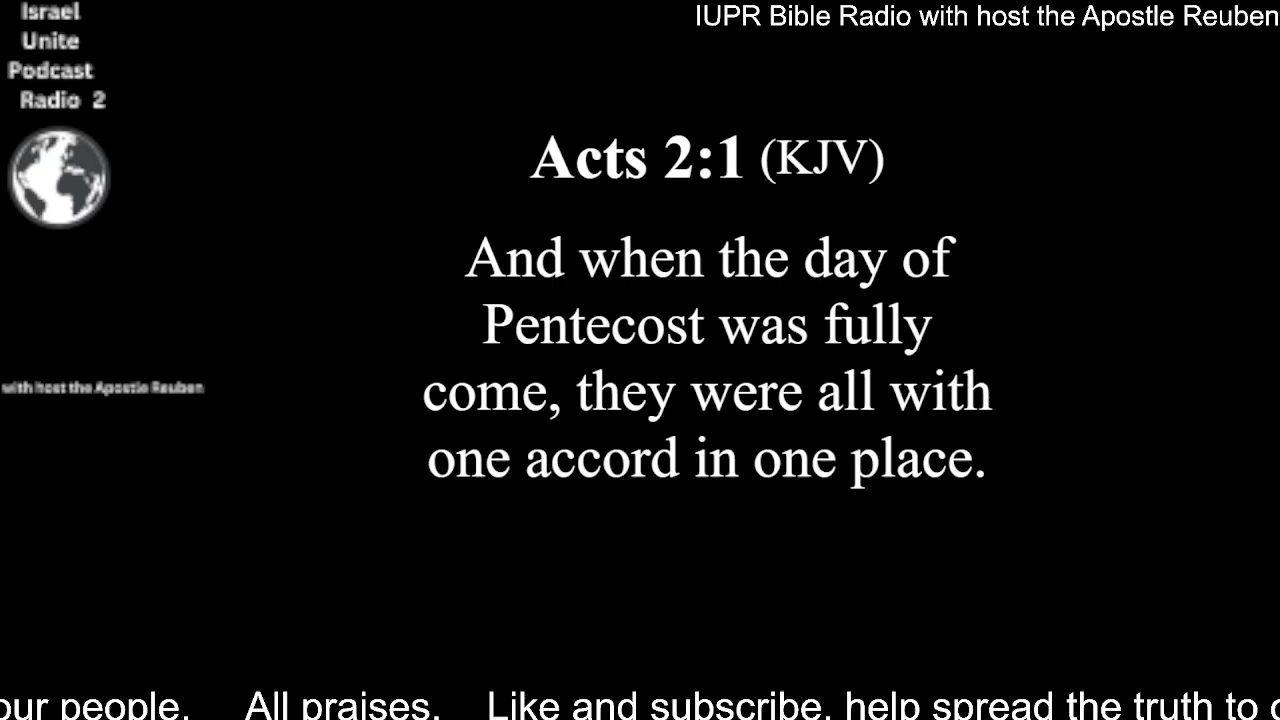 Israel
Unite
Podcast
Radio 2
IUPR Bible Radio with host the Apostle Reuben
Acts 2:1 (KJV)
And when the day of
Pentecost was fully
come, they were all with
one accord in one place.
with host the Apostle Reuben
our people. All praises. Like and subscribe, help spread the truth to